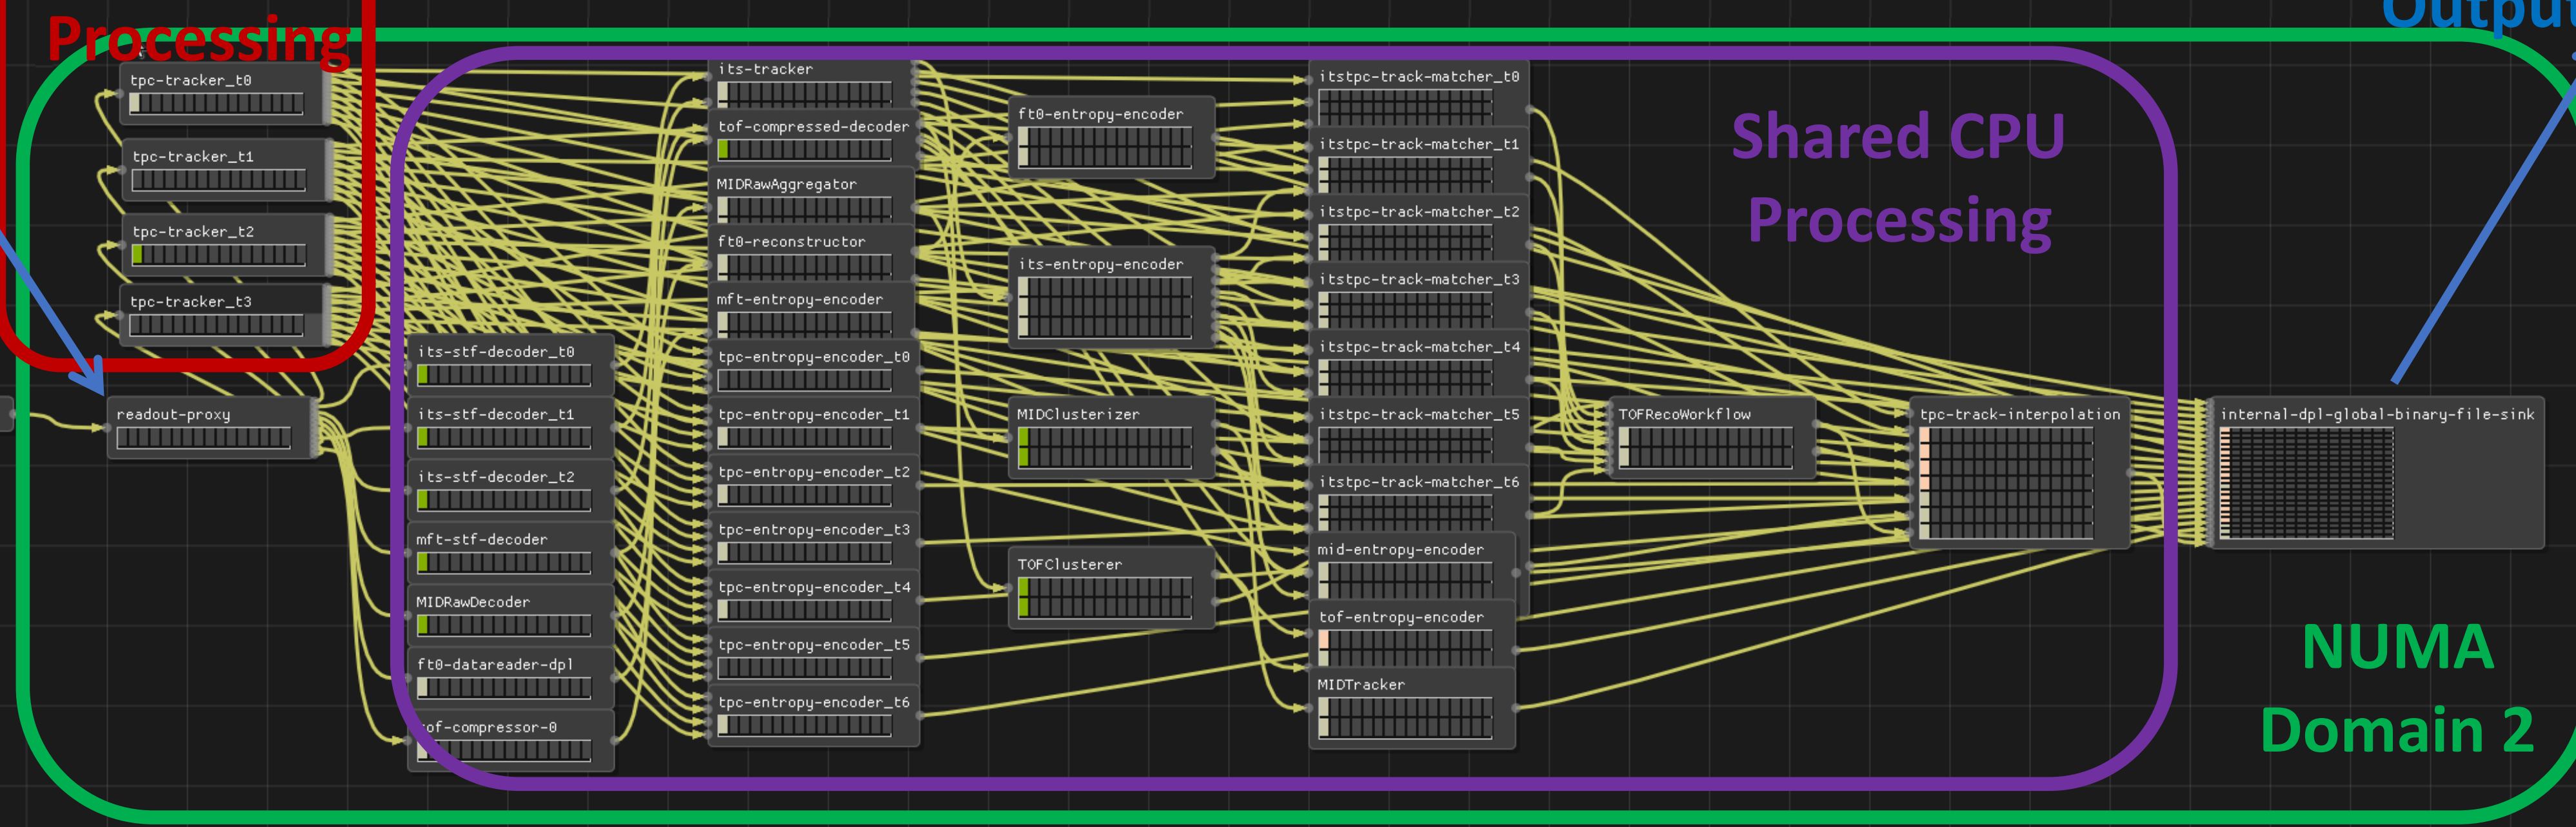 Processing
Output
tpc-tracker_t0
tpc-tracker_t1
tpc-tracker_t2
tpc-tracker_t3
readout-proxy
its-stf-decoder_t0
its-stf-decoder_t1
its-stf-decoder_t2
mft-stf-decoder
MIDRawDecoder
ft0-datareader-dpl
tof-compressor-0
its-tracker
tof-compressed-decoder
MIDRawAggregator
ft0-reconstructor
mft-entropy-encoder
tpc-entropy-encoder_t0
tpc-entropy-encoder_t1
tpc-entropy-encoder_t2
tpc-entropy-encoder_t3
tpc-entropy-encoder_t4
tpc-entropy-encoder_t5
tpc-entropy-encoder_t6
ft0-entropy-encoder
its-entropy-encoder
MIDClusterizer
TOFClusterer
itstpc-track-matcher_t0
itstpc-track-matcher_t1
itstpc-track-matcher_t2
itstpc-track-matcher_t3
itstpc-track-matcher_t4
itstpc-track-matcher_t5
itstpc-track-matcher_t6
mid-entropy-encoder
tof-entropy-encoder
MIDTracker
Shared CPU
Processing
TOFRecoWorkflow
tpc-track-interpolation
internal-dpl-global-binary-file-sink
NUMA
Domain 2